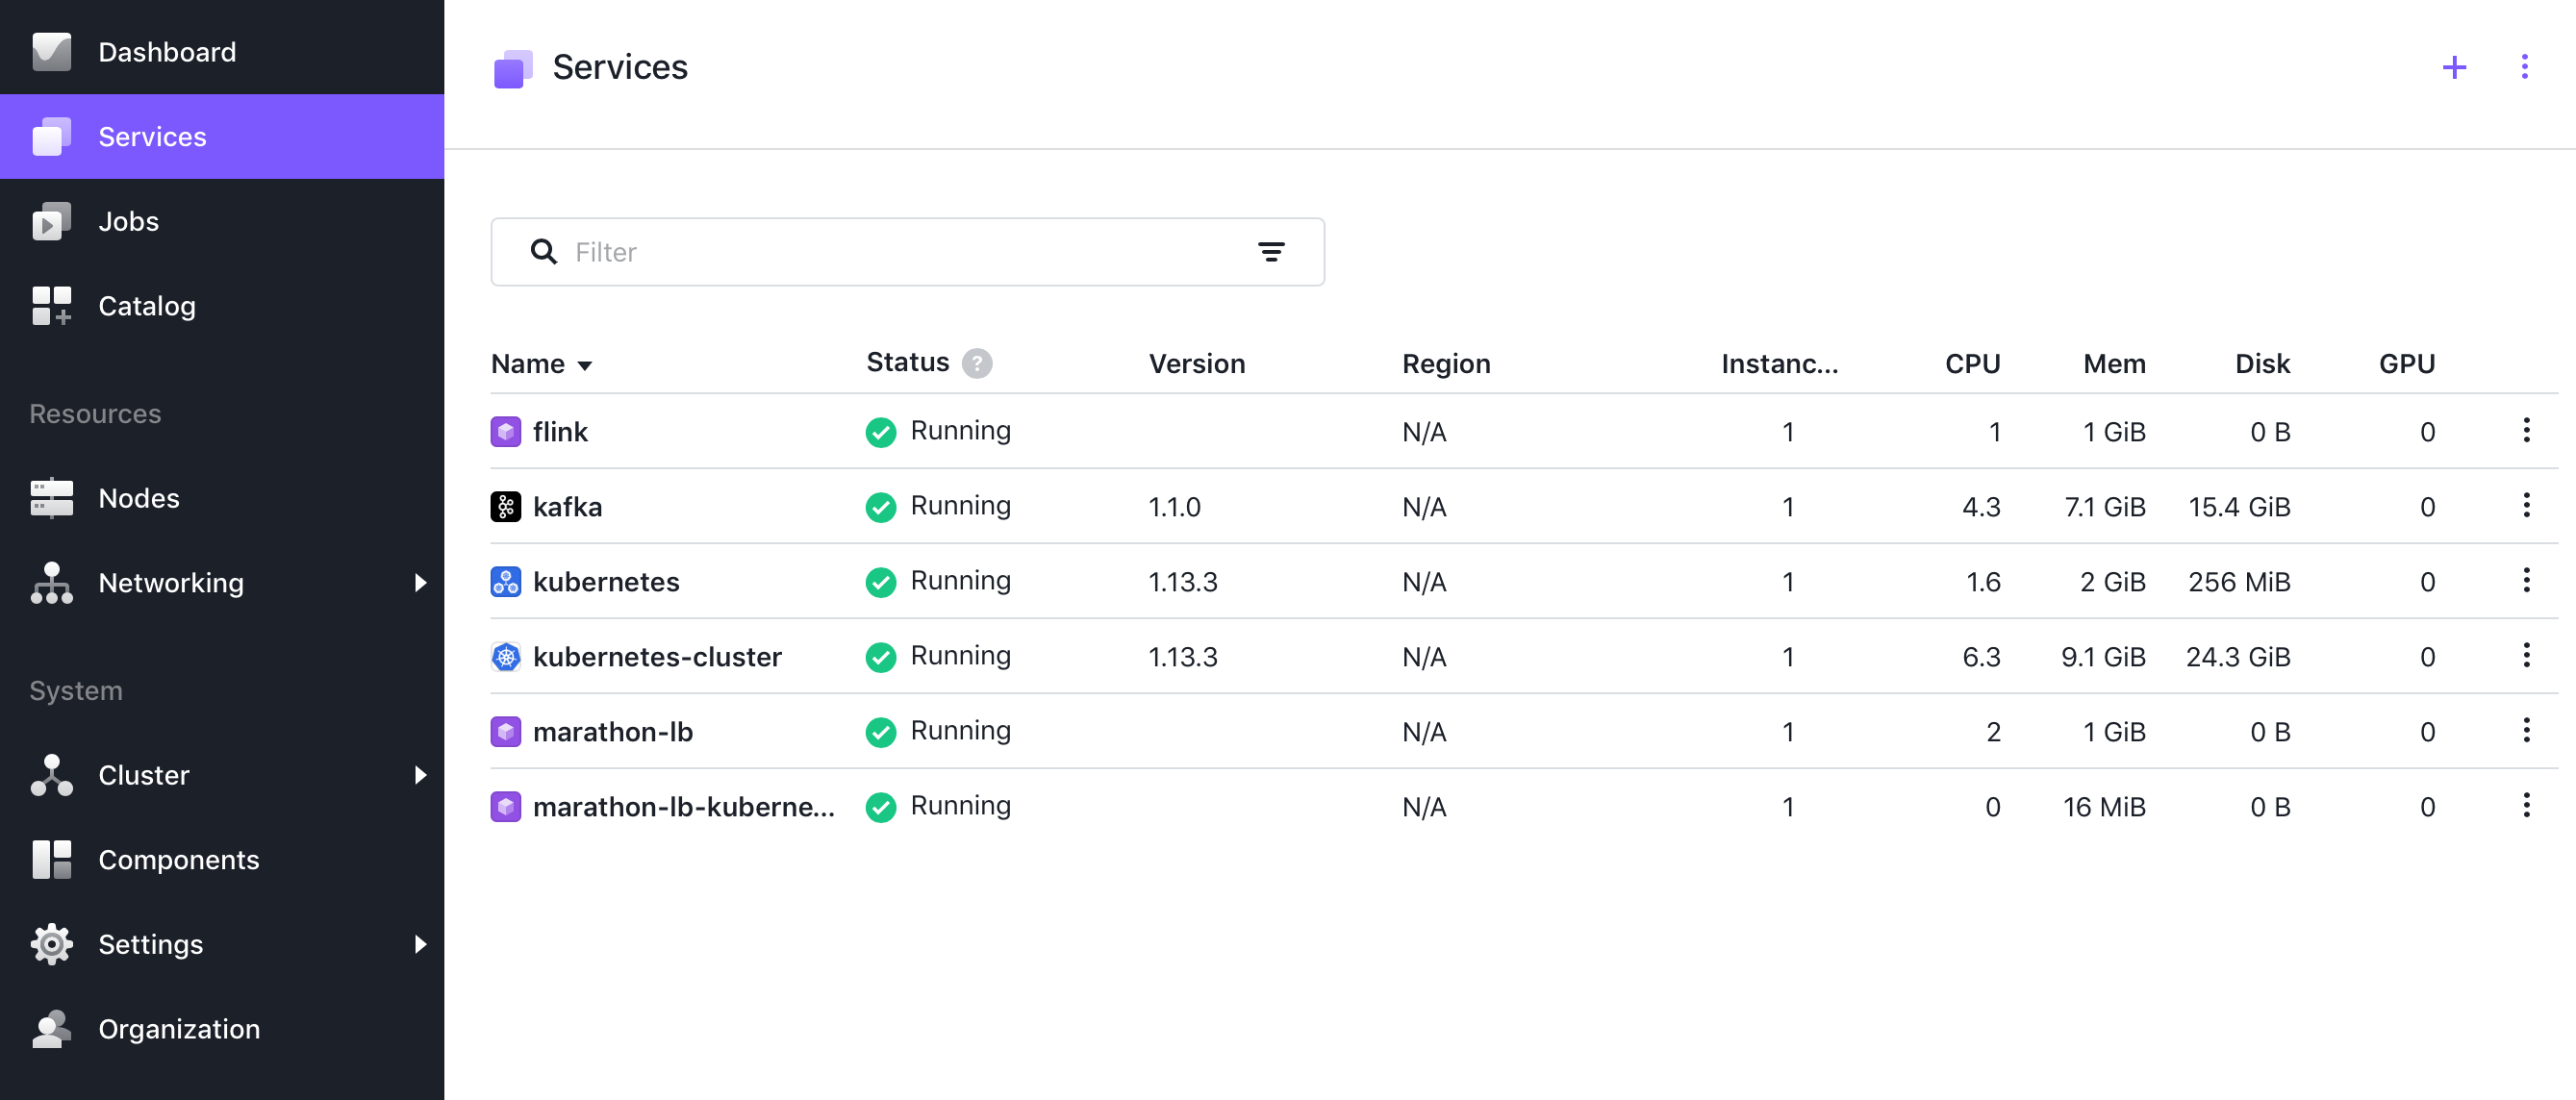 Dashboard
Services
Jobs
Catalog
Resources
Nodes
Networking
System
Cluster
Components
Settings
Organization
Services
Filter
Name Status ? Version Region Instanc... CPU Mem Disk GPU
flink Running N/A 1 1 1 GiB 0 B 0
kafka Running 1.1.0 N/A 1 4.3 7.1 GiB 15.4 GiB 0
kubernetes Running 1.13.3 N/A 1 1.6 2 GiB 256 MiB 0
kubernetes-cluster Running 1.13.3 N/A 1 6.3 9.1 GiB 24.3 GiB 0
marathon-lb Running N/A 1 2 1 GiB 0 B 0
marathon-lb-kuberne... Running N/A 1 0 16 MiB 0 B 0